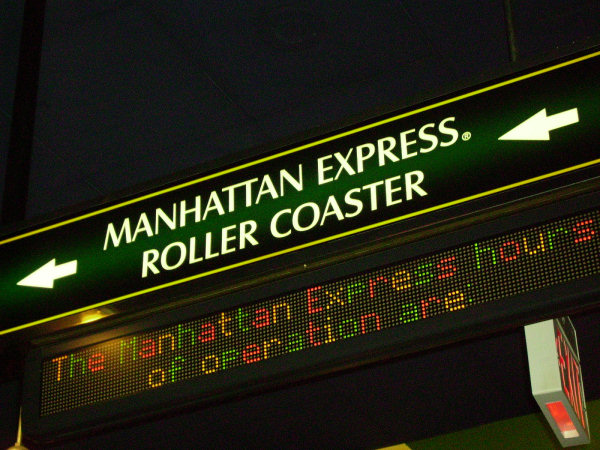 MANHATTAN EXPRESS®
ROLLER COASTER
The Manhattan Express hours
of operation are: